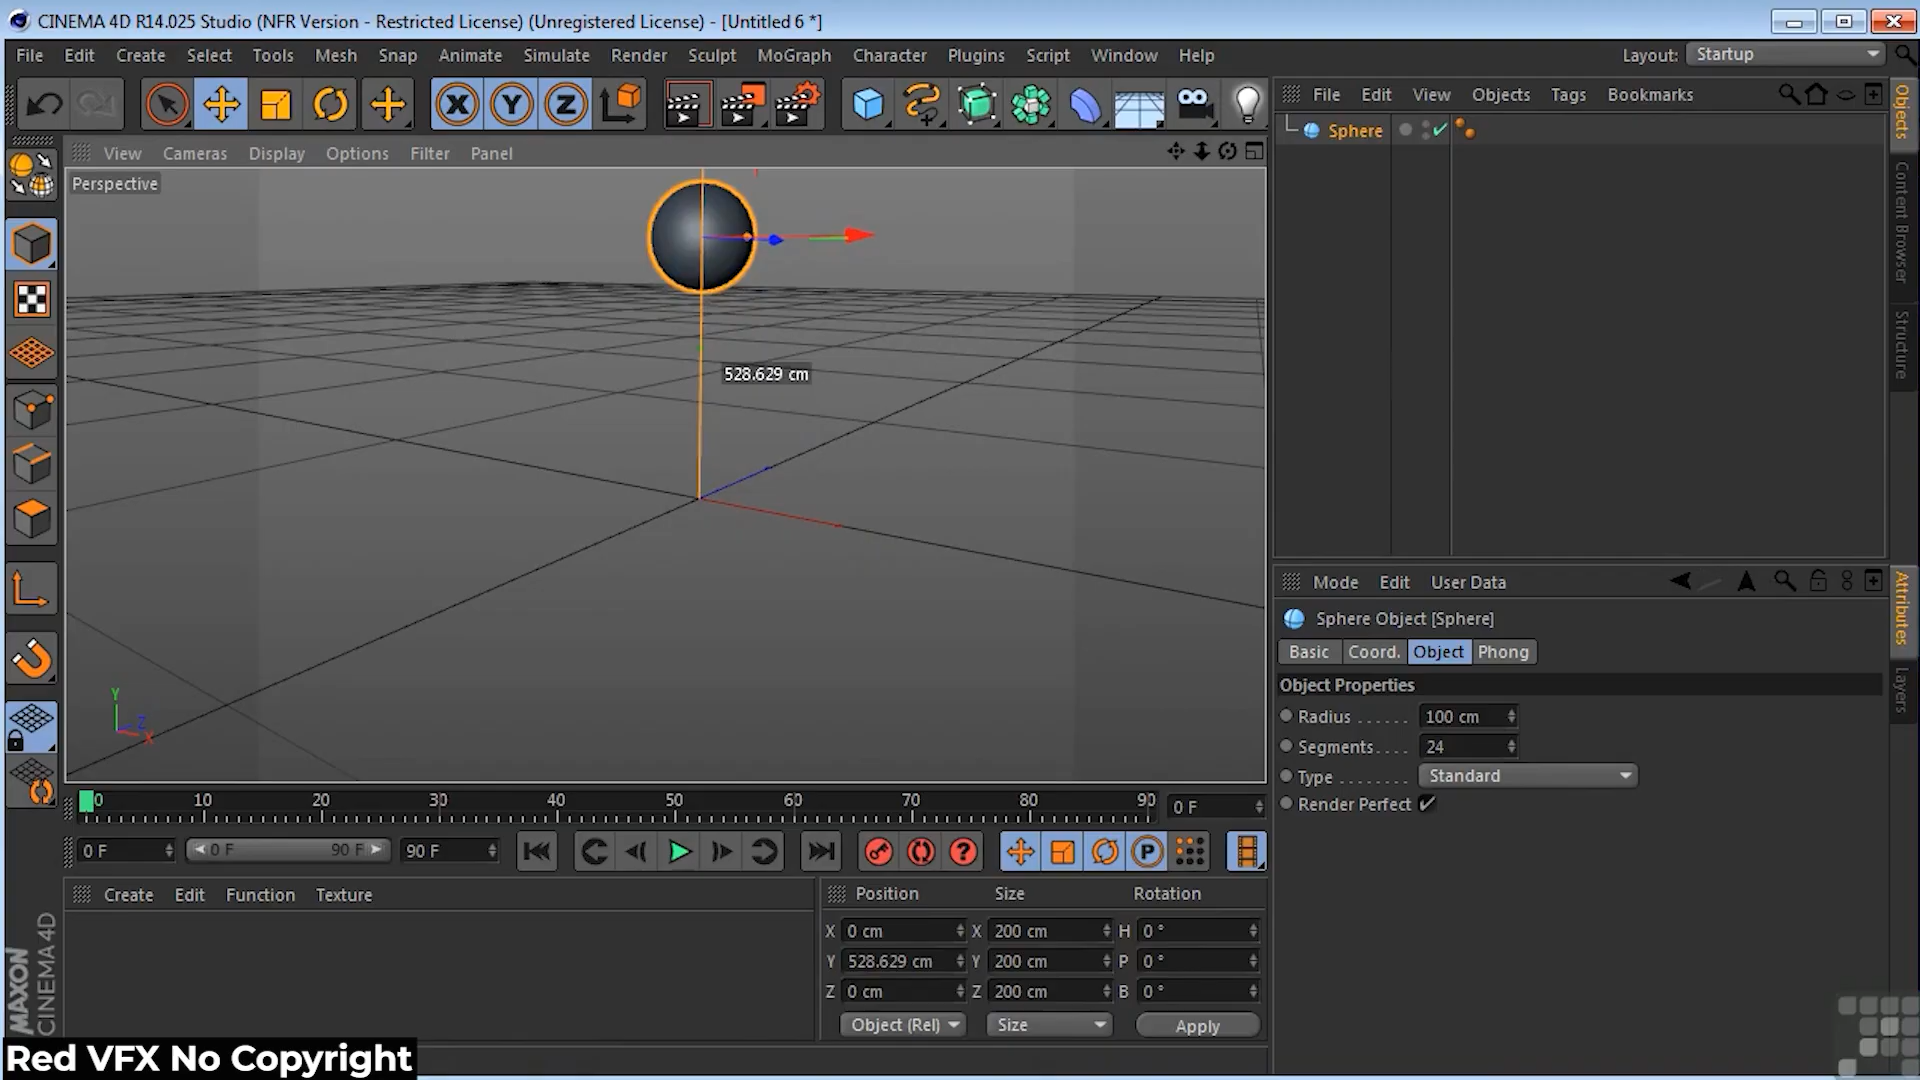 CINEMA 4D R14.025 Studio (NFR Version - Restricted License) (Unregistered License) - [Untitled 6 *]
File Edit Create Select Tools Mesh Snap Animate Simulate Render Sculpt MoGraph Character Plugins Script Window Help
Layout: Startup
X Y Z
File Edit View Objects Tags Bookmarks
Sphere
Objects
Content Browser
Structure
View Cameras Display Options Filter Panel
Perspective
528.629 cm
Y
Z
X
Mode Edit User Data
Attributes
Layers
Sphere Object [Sphere]
Basic Coord. Object Phong
Object Properties
Radius . . . . . . 100 cm
Segments. . . . 24
Type . . . . . . . . Standard
Render Perfect
0 10 20 30 40 50 60 70 80 90 0 F
0 F 0 F 90 F 90 F
? P
Create Edit Function Texture
Position Size Rotation
X 0 cm X 200 cm H 0 °
Y 528.629 cm Y 200 cm P 0 °
Z 0 cm Z 200 cm B 0 °
Object (Rel) Size Apply
MAXON
CINEMA 4D
Red VFX No Copyright